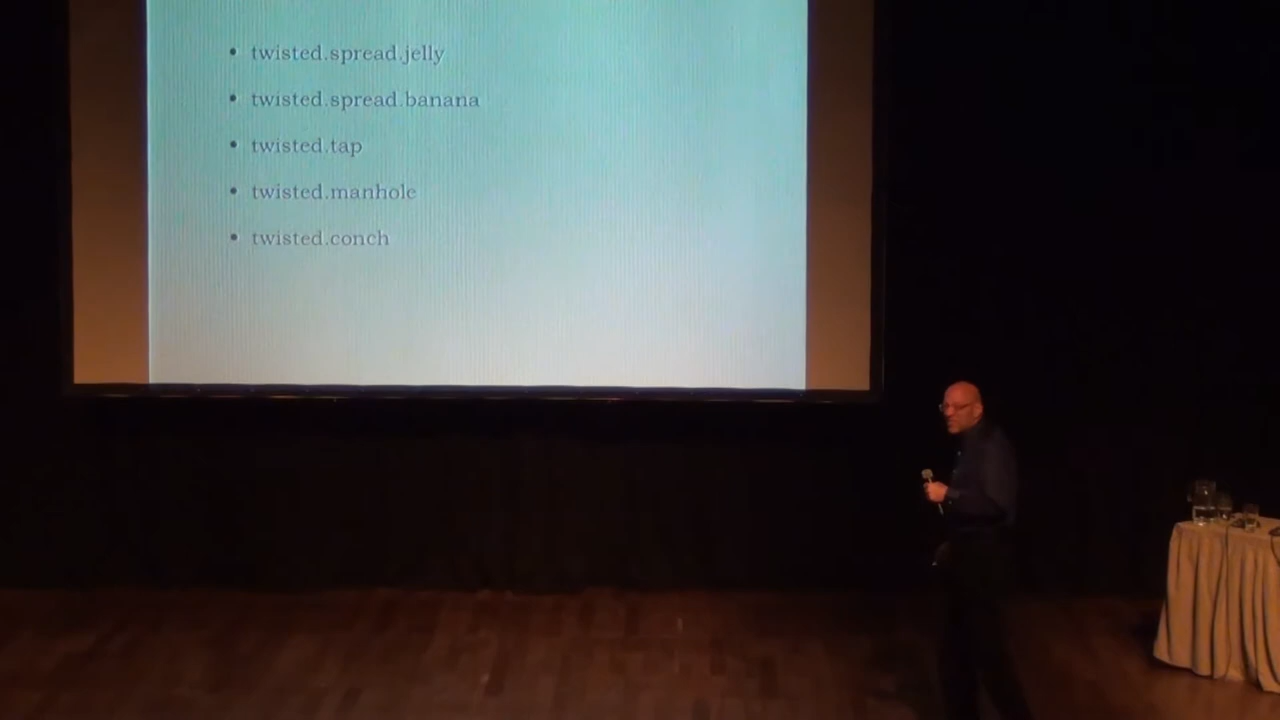 • twisted.spread.jelly
• twisted.spread.banana
• twisted.tap
• twisted.manhole
• twisted.conch